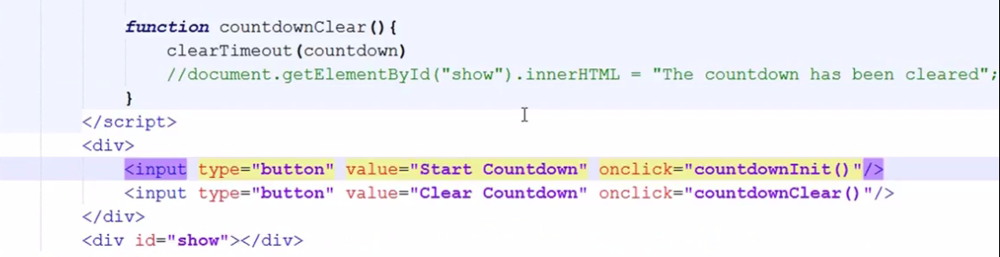 function countdownClear(){
clearTimeout(countdown)
//document.getElementById("show").innerHTML = "The countdown has been cleared";
}
</script>
<div>
<input type="button" value="Start Countdown" onclick="countdownInit()"/>
<input type="button" value="Clear Countdown" onclick="countdownClear()"/>
</div>
<div id="show"></div>